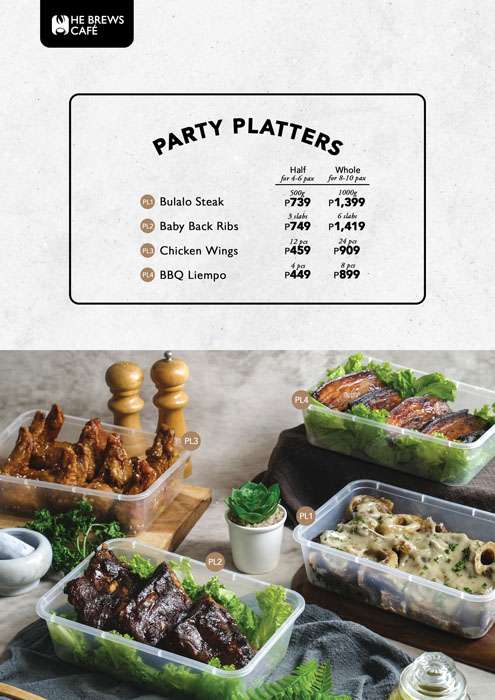 HE BREWS
CAFÉ
PARTY PLATTERS
Half Whole
for 4-6 pax for 8-10 pax
500g 1000g
PL1 Bulalo Steak ₱739 ₱1,399
3 slabs 6 slabs
PL2 Baby Back Ribs ₱749 ₱1,419
12 pcs 24 pcs
PL3 Chicken Wings ₱459 ₱909
4 pcs 8 pcs
PL4 BBQ Liempo ₱449 ₱899
PL4
PL3
PL1
PL2